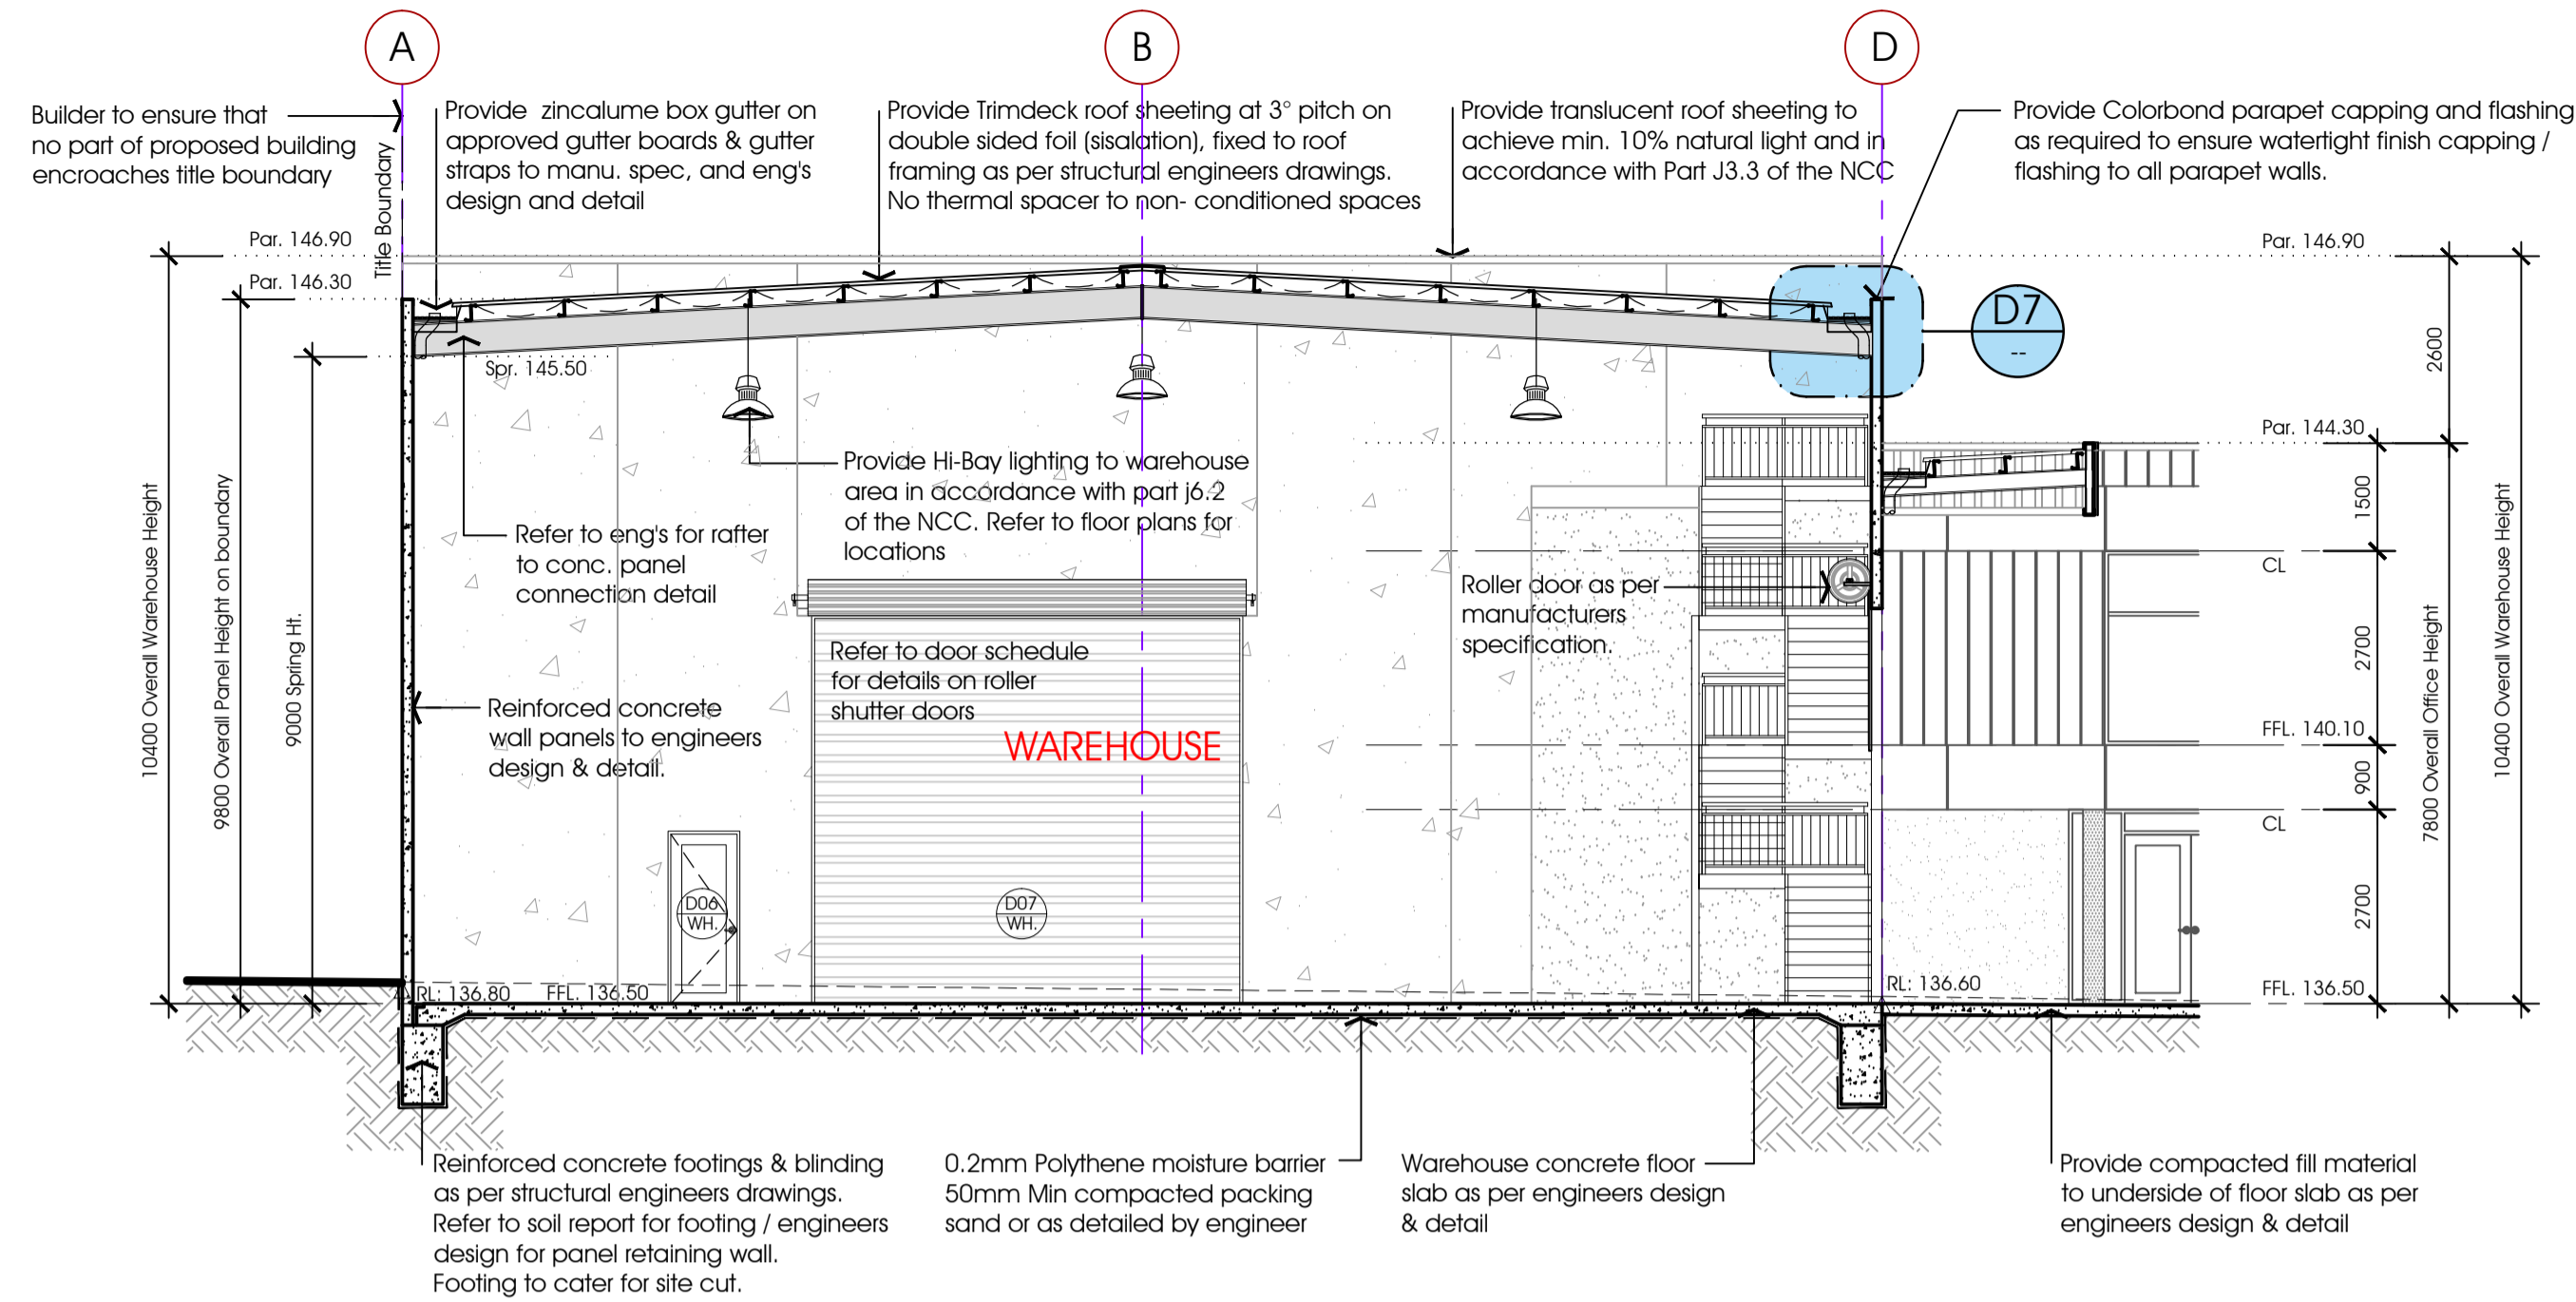 A
B
D
Builder to ensure that
no part of proposed building
encroaches title boundary
Title Boundary
Provide zincalume box gutter on
approved gutter boards & gutter
straps to manu. spec, and eng's
design and detail
Provide Trimdeck roof sheeting at 3° pitch on
double sided foil (sisalation), fixed to roof
framing as per structural engineers drawings.
No thermal spacer to non- conditioned spaces
Provide translucent roof sheeting to
achieve min. 10% natural light and in
accordance with Part J3.3 of the NCC
Provide Colorbond parapet capping and flashing
as required to ensure watertight finish capping /
flashing to all parapet walls.
Par. 146.90
Par. 146.30
Par. 146.90
D7
--
Spr. 145.50
2600
Par. 144.30
Provide Hi-Bay lighting to warehouse
area in accordance with part j6.2
of the NCC. Refer to floor plans for
locations
Refer to eng's for rafter
to conc. panel
connection detail
10400 Overall Warehouse Height
9800 Overall Panel Height on boundary
9000 Spring Ht.
Roller door as per
manufacturers
specification.
1500
CL
2700
Refer to door schedule
for details on roller
shutter doors
WAREHOUSE
Reinforced concrete
wall panels to engineers
design & detail.
FFL. 140.10
900
CL
7800 Overall Office Height
10400 Overall Warehouse Height
2700
D06
WH.
D07
WH.
RL: 136.80
FFL. 136.50
RL: 136.60
FFL. 136.50
Reinforced concrete footings & blinding
as per structural engineers drawings.
Refer to soil report for footing / engineers
design for panel retaining wall.
Footing to cater for site cut.
0.2mm Polythene moisture barrier
50mm Min compacted packing
sand or as detailed by engineer
Warehouse concrete floor
slab as per engineers design
& detail
Provide compacted fill material
to underside of floor slab as per
engineers design & detail